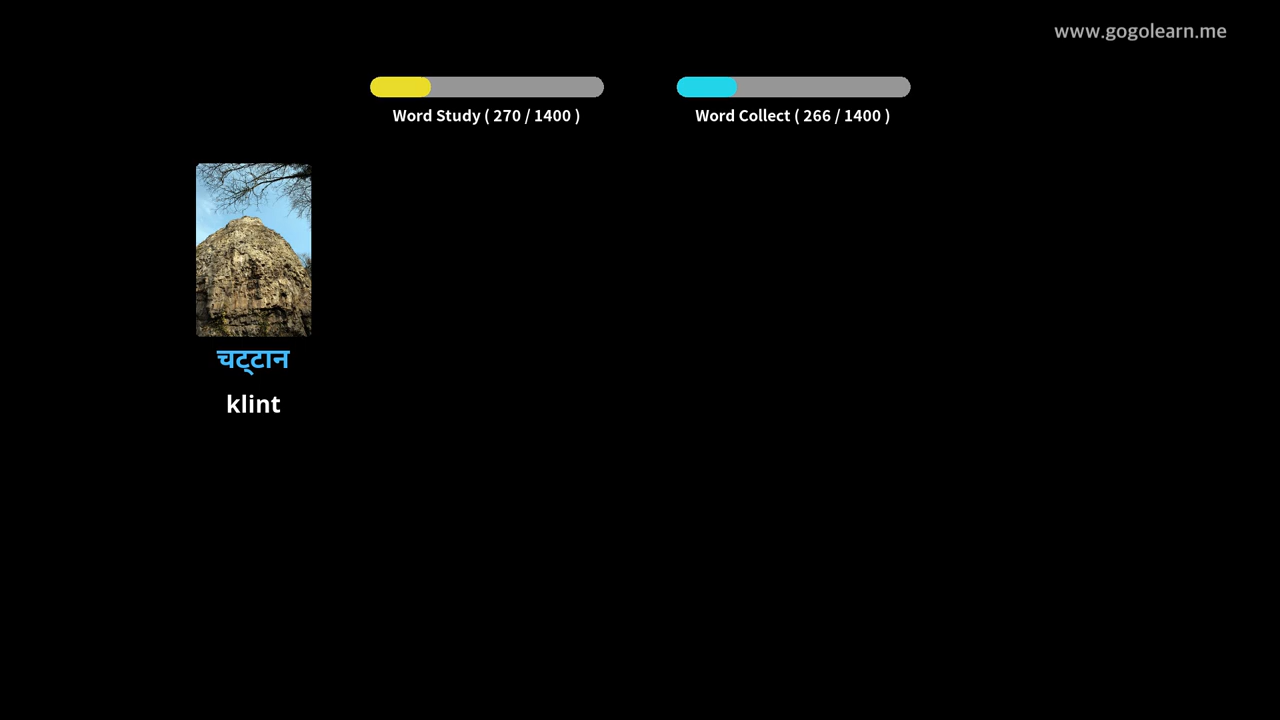 www.gogolearn.me
Word Study ( 270 / 1400 )
Word Collect ( 266 / 1400 )
चट्टान
klint